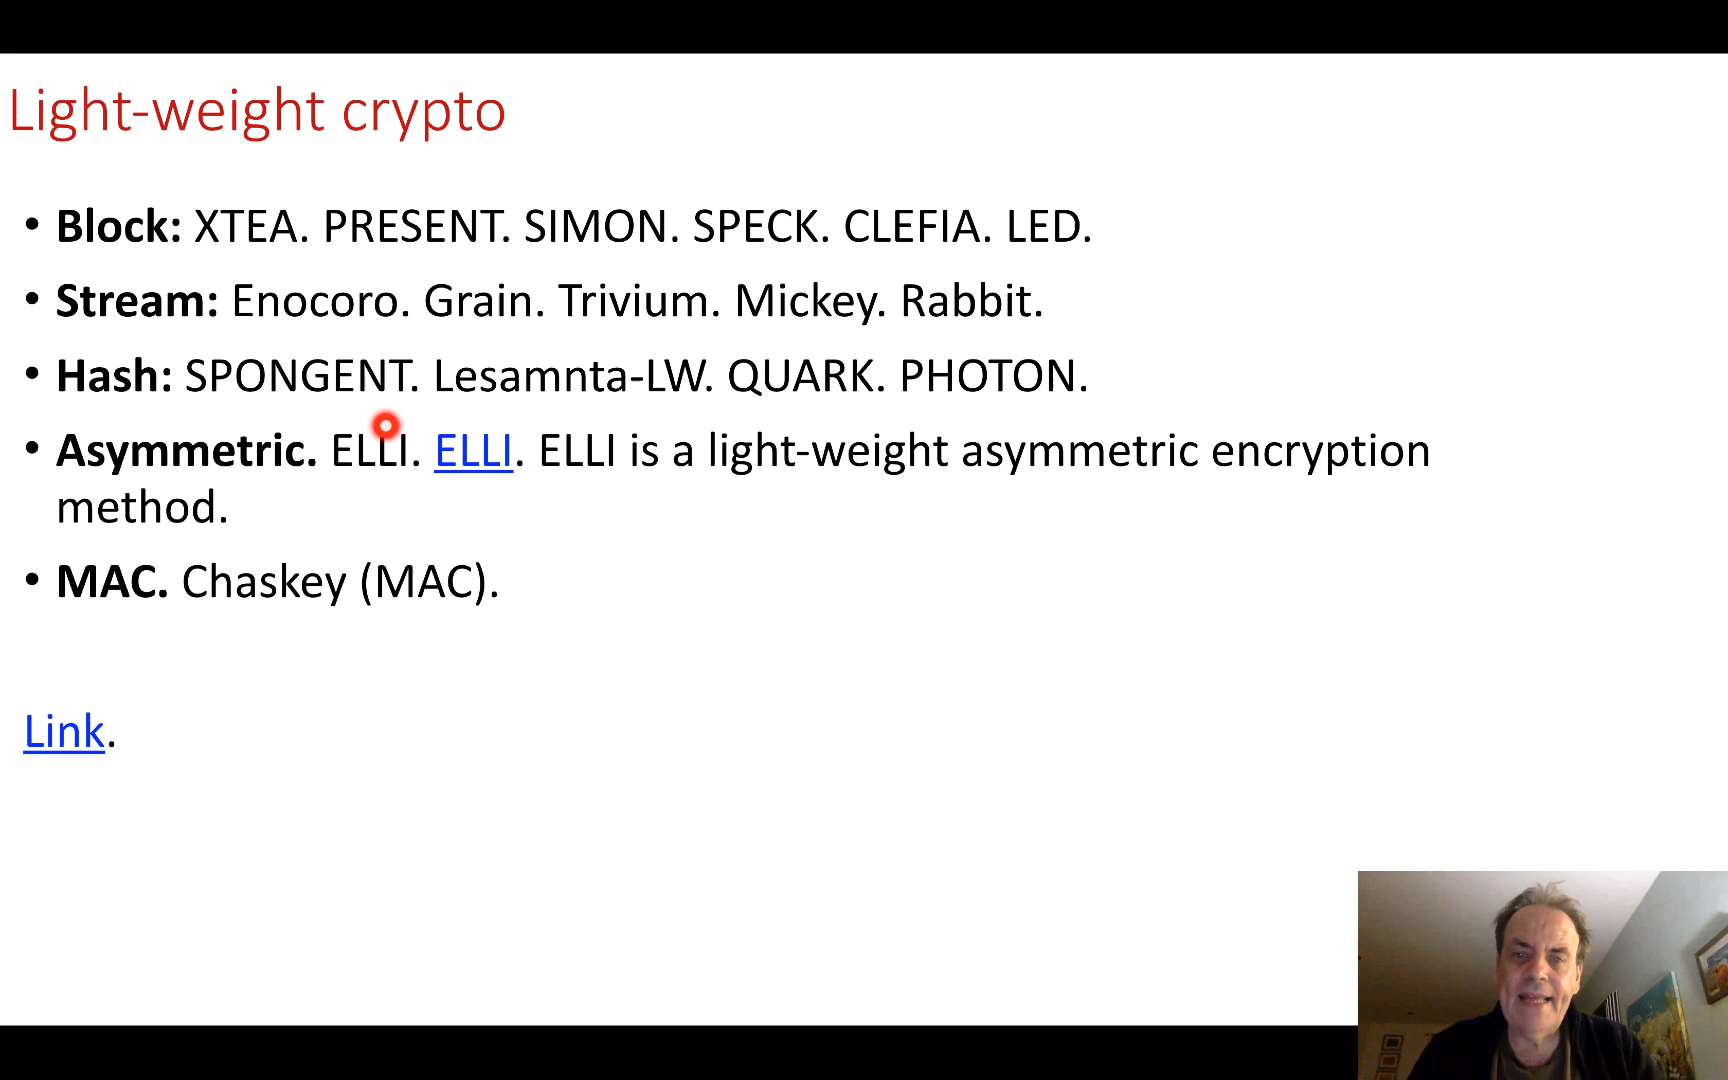 Light-weight crypto
• Block: XTEA. PRESENT. SIMON. SPECK. CLEFIA. LED.
• Stream: Enocoro. Grain. Trivium. Mickey. Rabbit.
• Hash: SPONGENT. Lesamnta-LW. QUARK. PHOTON.
• Asymmetric. ELLI. ELLI. ELLI is a light-weight asymmetric encryption
method.
• MAC. Chaskey (MAC).
Link.